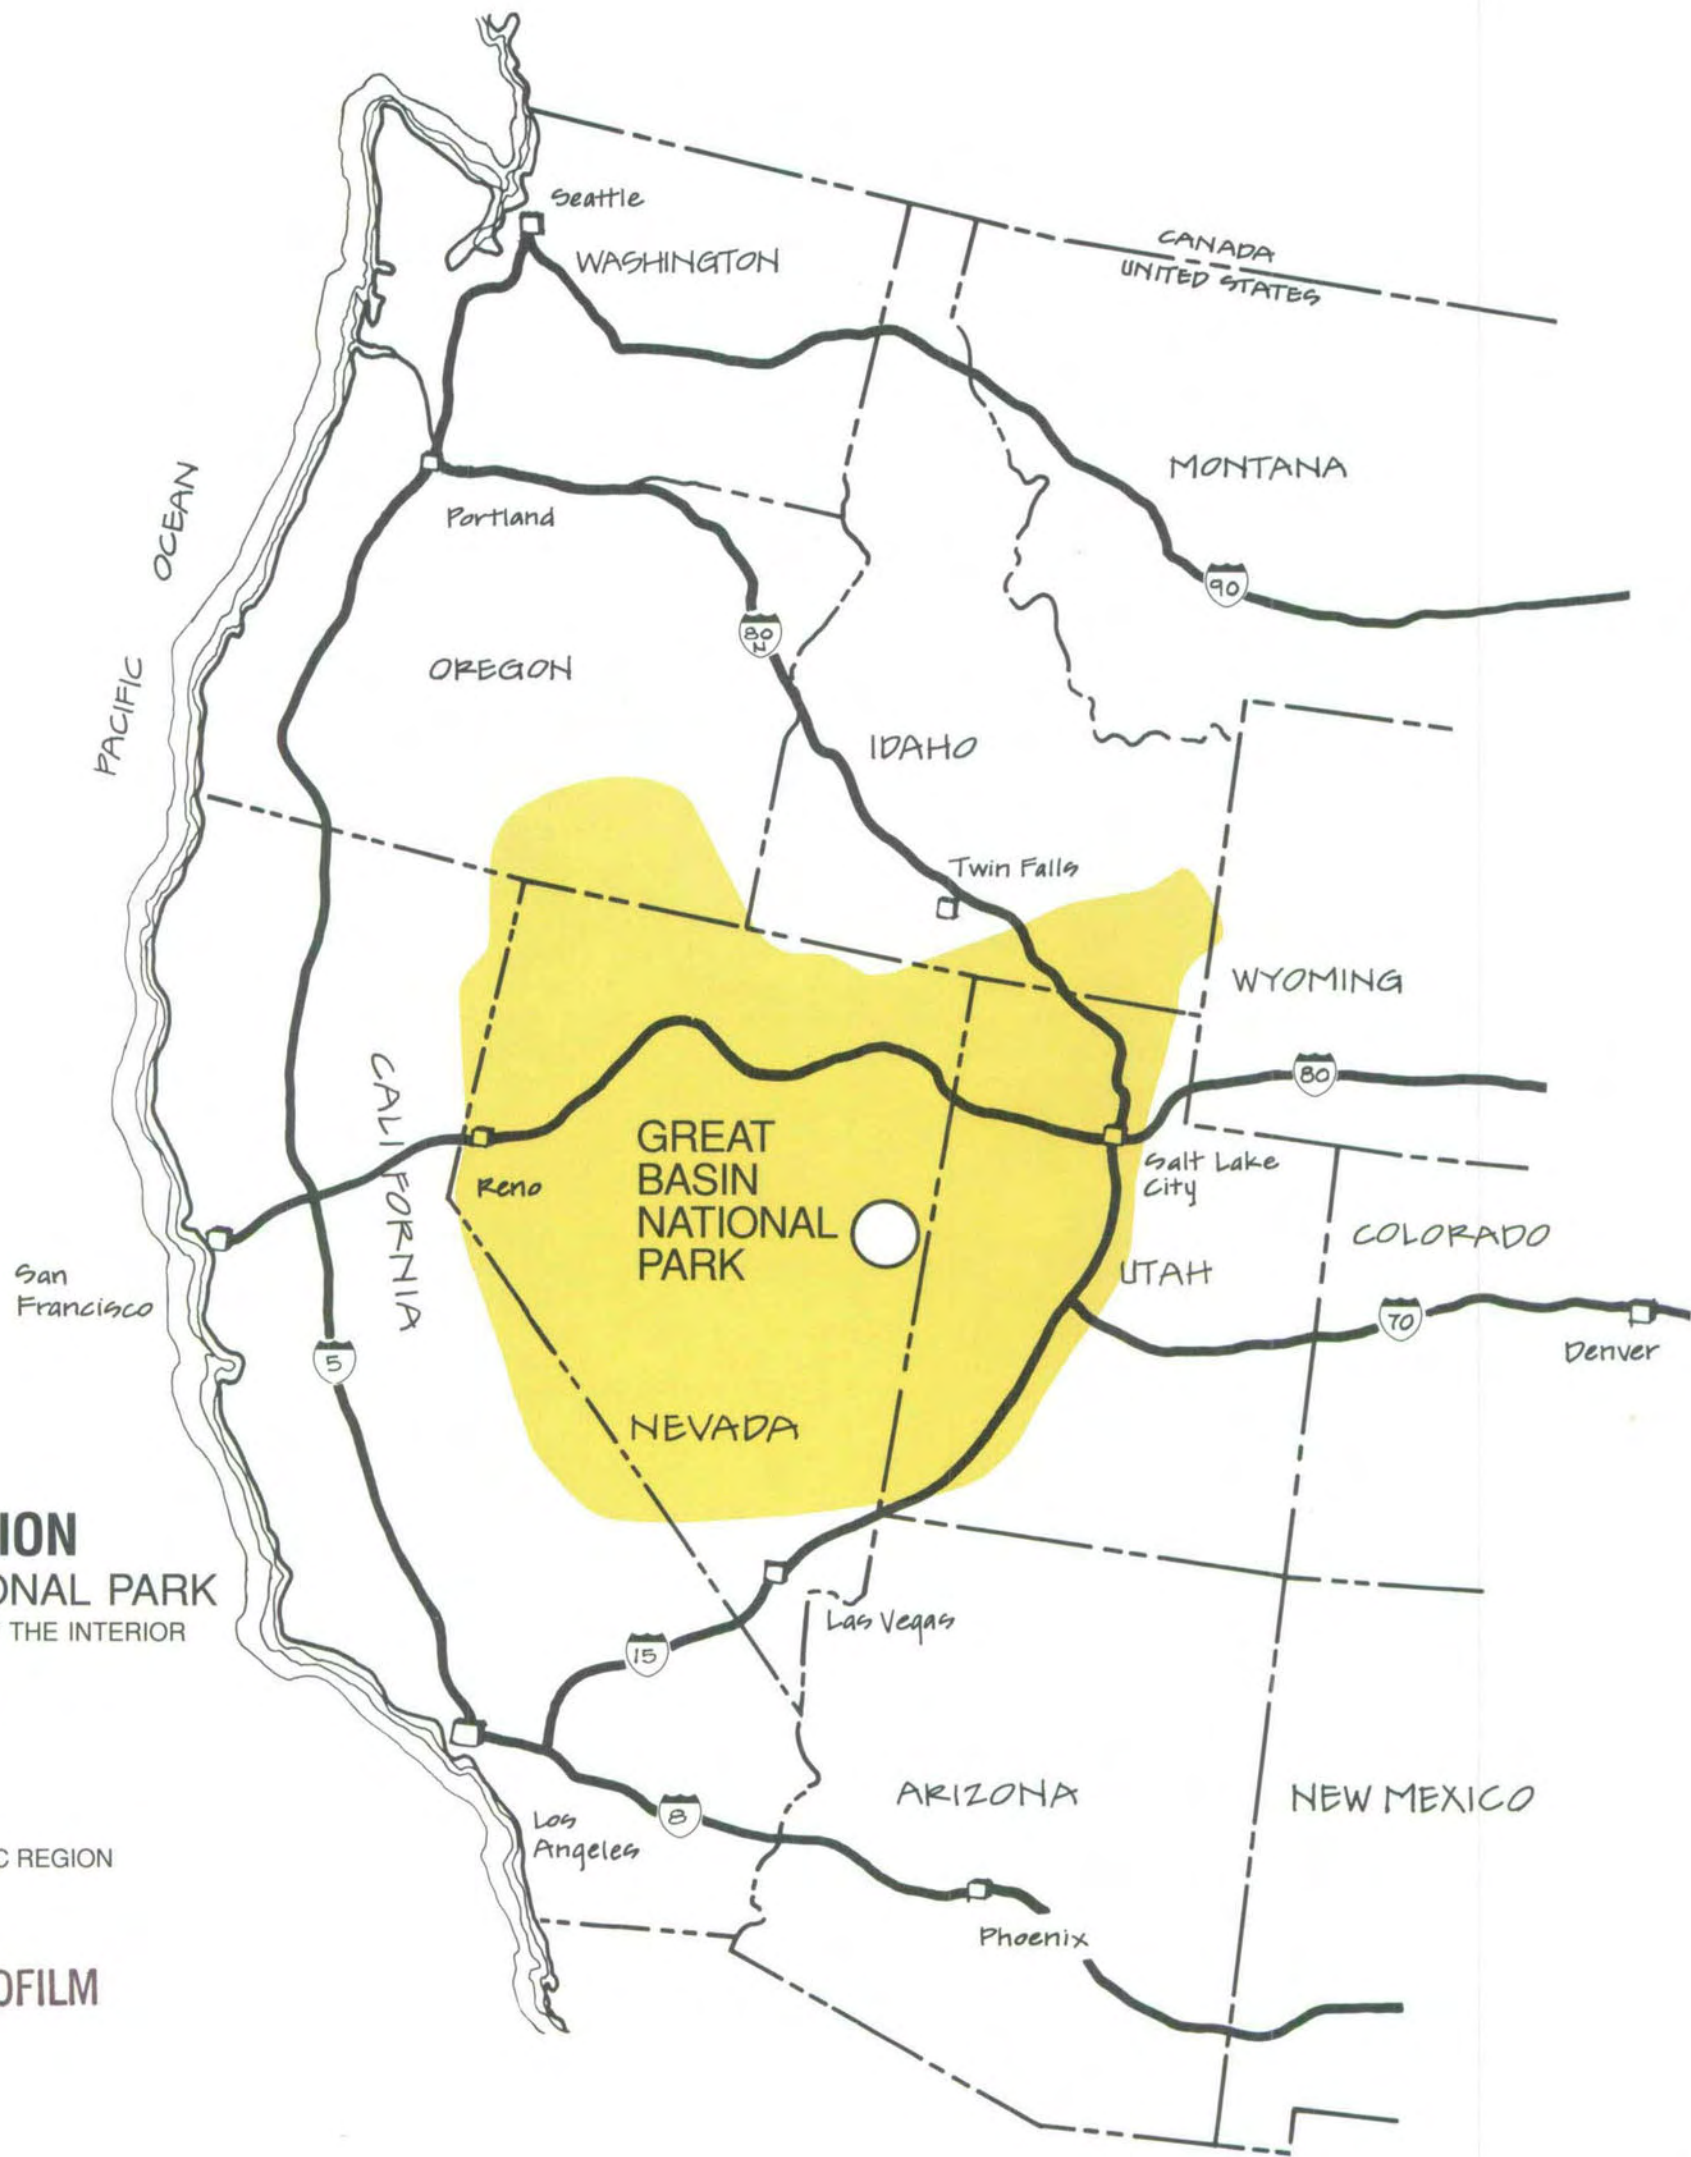 Seattle
WASHINGTON
CANADA
UNITED STATES
MONTANA
PACIFIC OCEAN
Portland
90
80
N
OREGON
IDAHO
Twin Falls
WYOMING
80
CALIFORNIA
GREAT
BASIN
NATIONAL
PARK
Reno
Salt Lake
City
COLORADO
San
Francisco
UTAH
70
Denver
5
NEVADA
ION
ONAL PARK
THE INTERIOR
Las Vegas
15
ARIZONA
NEW MEXICO
8
Los
Angeles
C REGION
Phoenix
OFILM